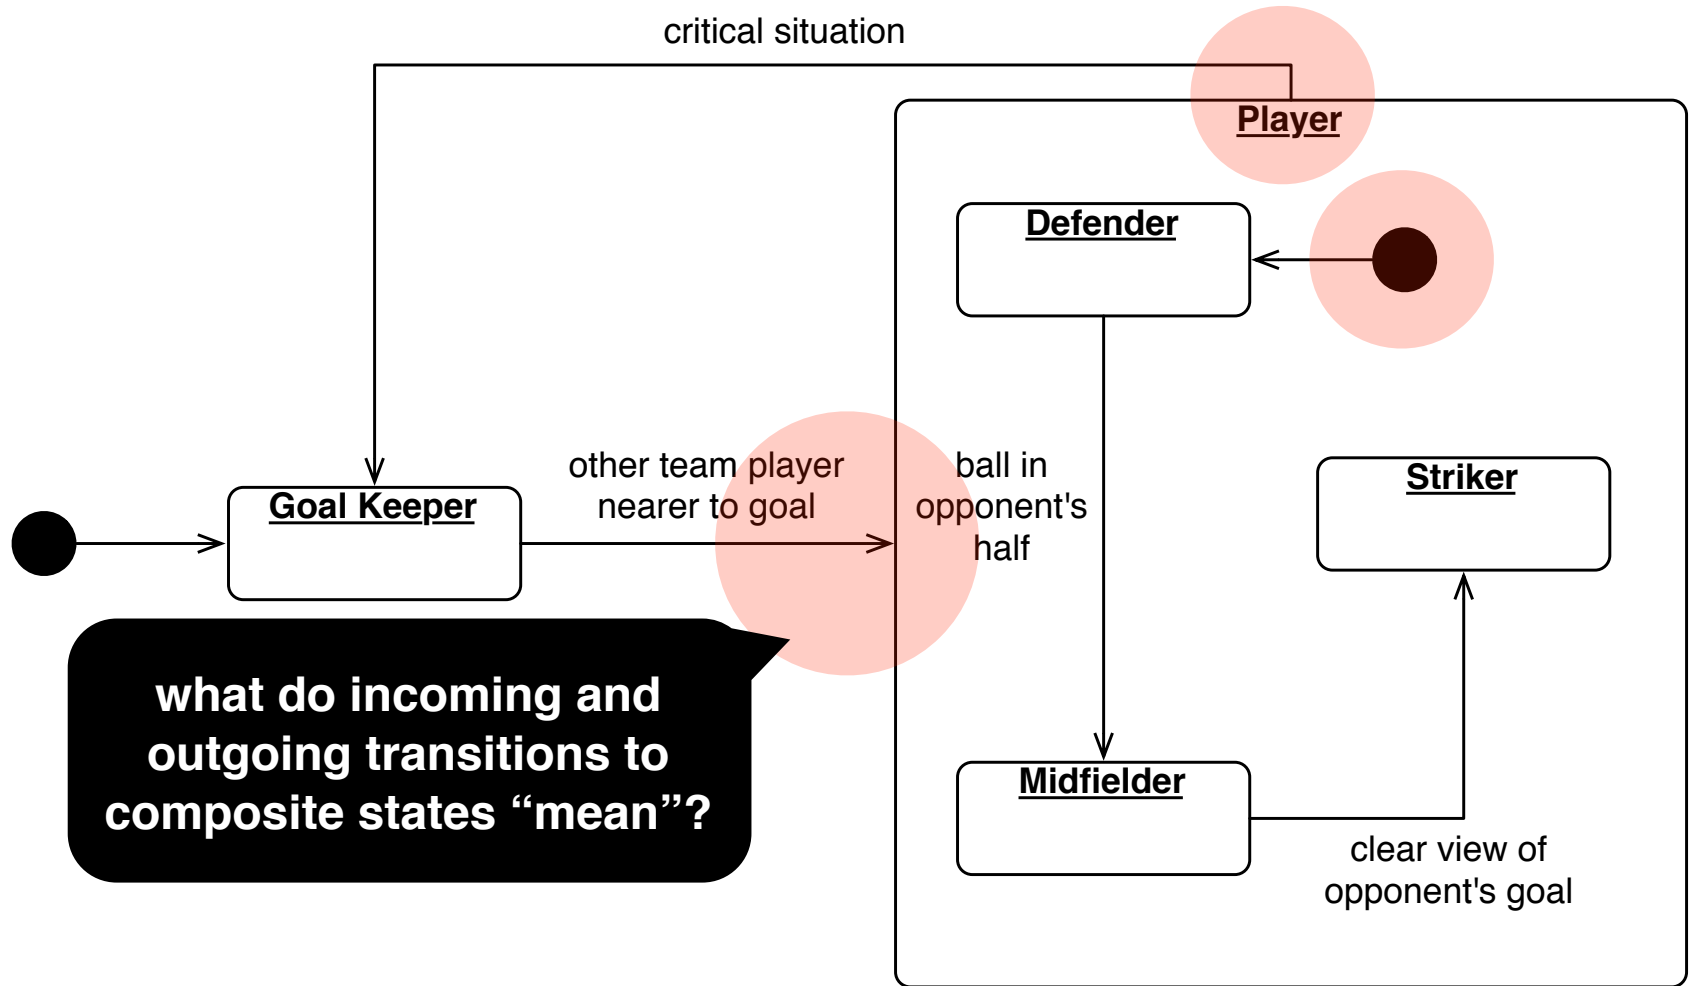 critical situation
Player
Defender
other team player
nearer to goal
ball in
opponent's
half
Striker
Goal Keeper
what do incoming and
outgoing transitions to
composite states “mean”?
Midfielder
clear view of
opponent's goal